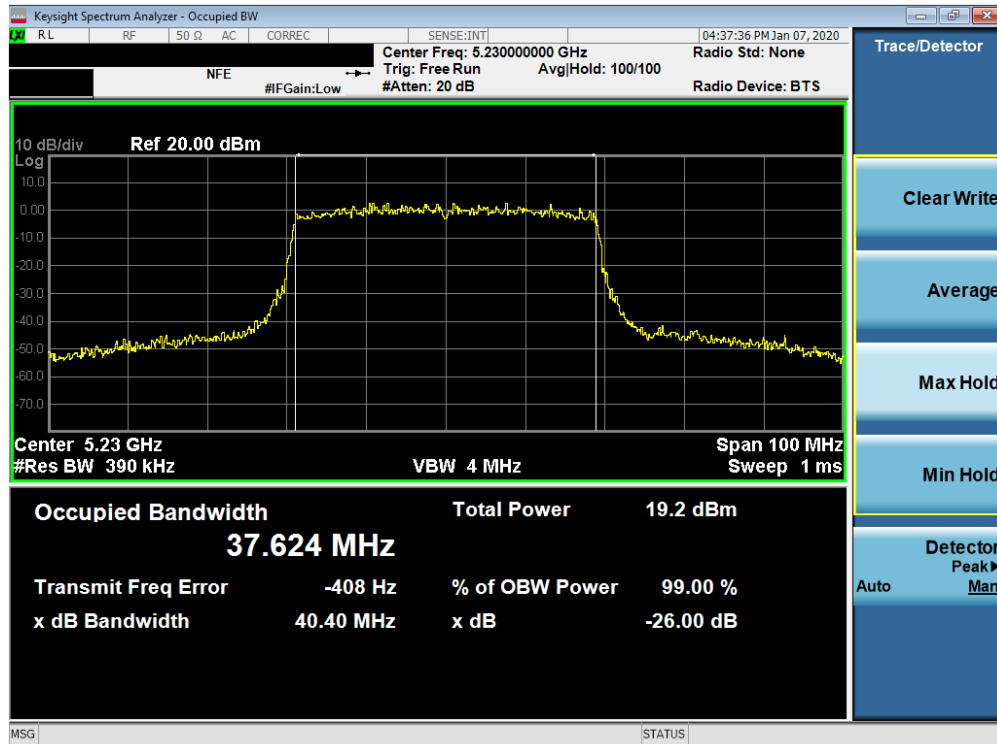 Keysight Spectrum Analyzer - Occupied BW
LXI RL RF 50 Ω AC CORREC SENSE:INT 04:37:36 PM Jan 07, 2020
Center Freq: 5.230000000 GHz Radio Std: None
NFE Trig: Free Run Avg|Hold: 100/100
#IFGain:Low #Atten: 20 dB Radio Device: BTS
Trace/Detector
10 dB/div Ref 20.00 dBm
Log
10.0
0.00
-10.0
-20.0
-30.0
-40.0
-50.0
-60.0
-70.0
Center 5.23 GHz Span 100 MHz
#Res BW 390 kHz VBW 4 MHz Sweep 1 ms
Occupied Bandwidth Total Power 19.2 dBm
37.624 MHz
Transmit Freq Error -408 Hz % of OBW Power 99.00 %
x dB Bandwidth 40.40 MHz x dB -26.00 dB
Clear Write
Average
Max Hold
Min Hold
Detector
Peak▶
Auto Man
MSG STATUS